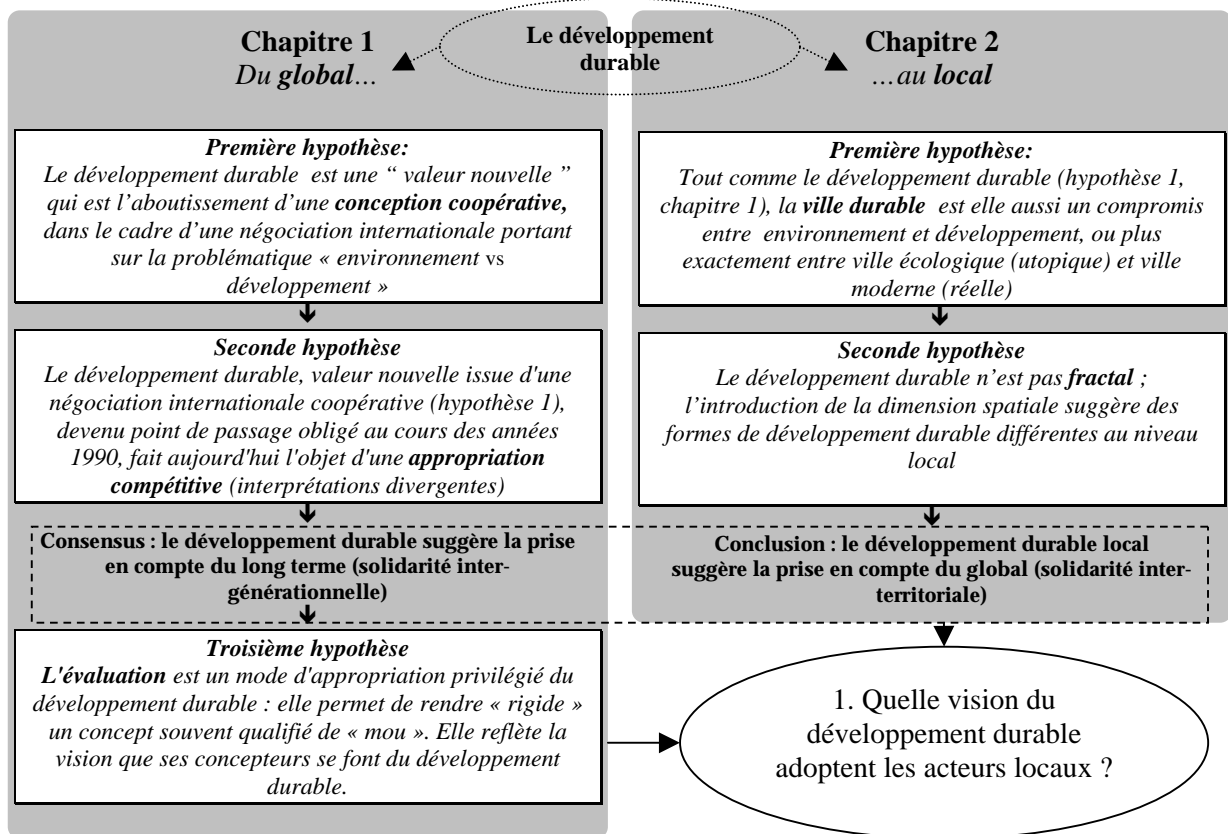 Le développement
durable
Chapitre 1
Du global…
Première hypothèse:
Le développement durable est une “ valeur nouvelle ”
qui est l’aboutissement d’une conception coopérative,
dans le cadre d’une négociation internationale portant
sur la problématique « environnement vs
développement »
Seconde hypothèse
Le développement durable, valeur nouvelle issue d'une
négociation internationale coopérative (hypothèse 1),
devenu point de passage obligé au cours des années
1990, fait aujourd'hui l'objet d'une appropriation
compétitive (interprétations divergentes)
Consensus : le développement durable suggère la prise
en compte du long terme (solidarité inter-
générationnelle)
Troisième hypothèse
L'évaluation est un mode d'appropriation privilégié du
développement durable : elle permet de rendre « rigide »
un concept souvent qualifié de « mou ». Elle reflète la
vision que ses concepteurs se font du développement
durable.
Chapitre 2
…au local
Première hypothèse:
Tout comme le développement durable (hypothèse 1,
chapitre 1), la ville durable est elle aussi un compromis
entre environnement et développement, ou plus
exactement entre ville écologique (utopique) et ville
moderne (réelle)
Seconde hypothèse
Le développement durable n’est pas fractal ;
l’introduction de la dimension spatiale suggère des
formes de développement durable différentes au niveau
local
Conclusion : le développement durable local
suggère la prise en compte du global (solidarité inter-
territoriale)
1. Quelle vision du
développement durable
adoptent les acteurs locaux ?